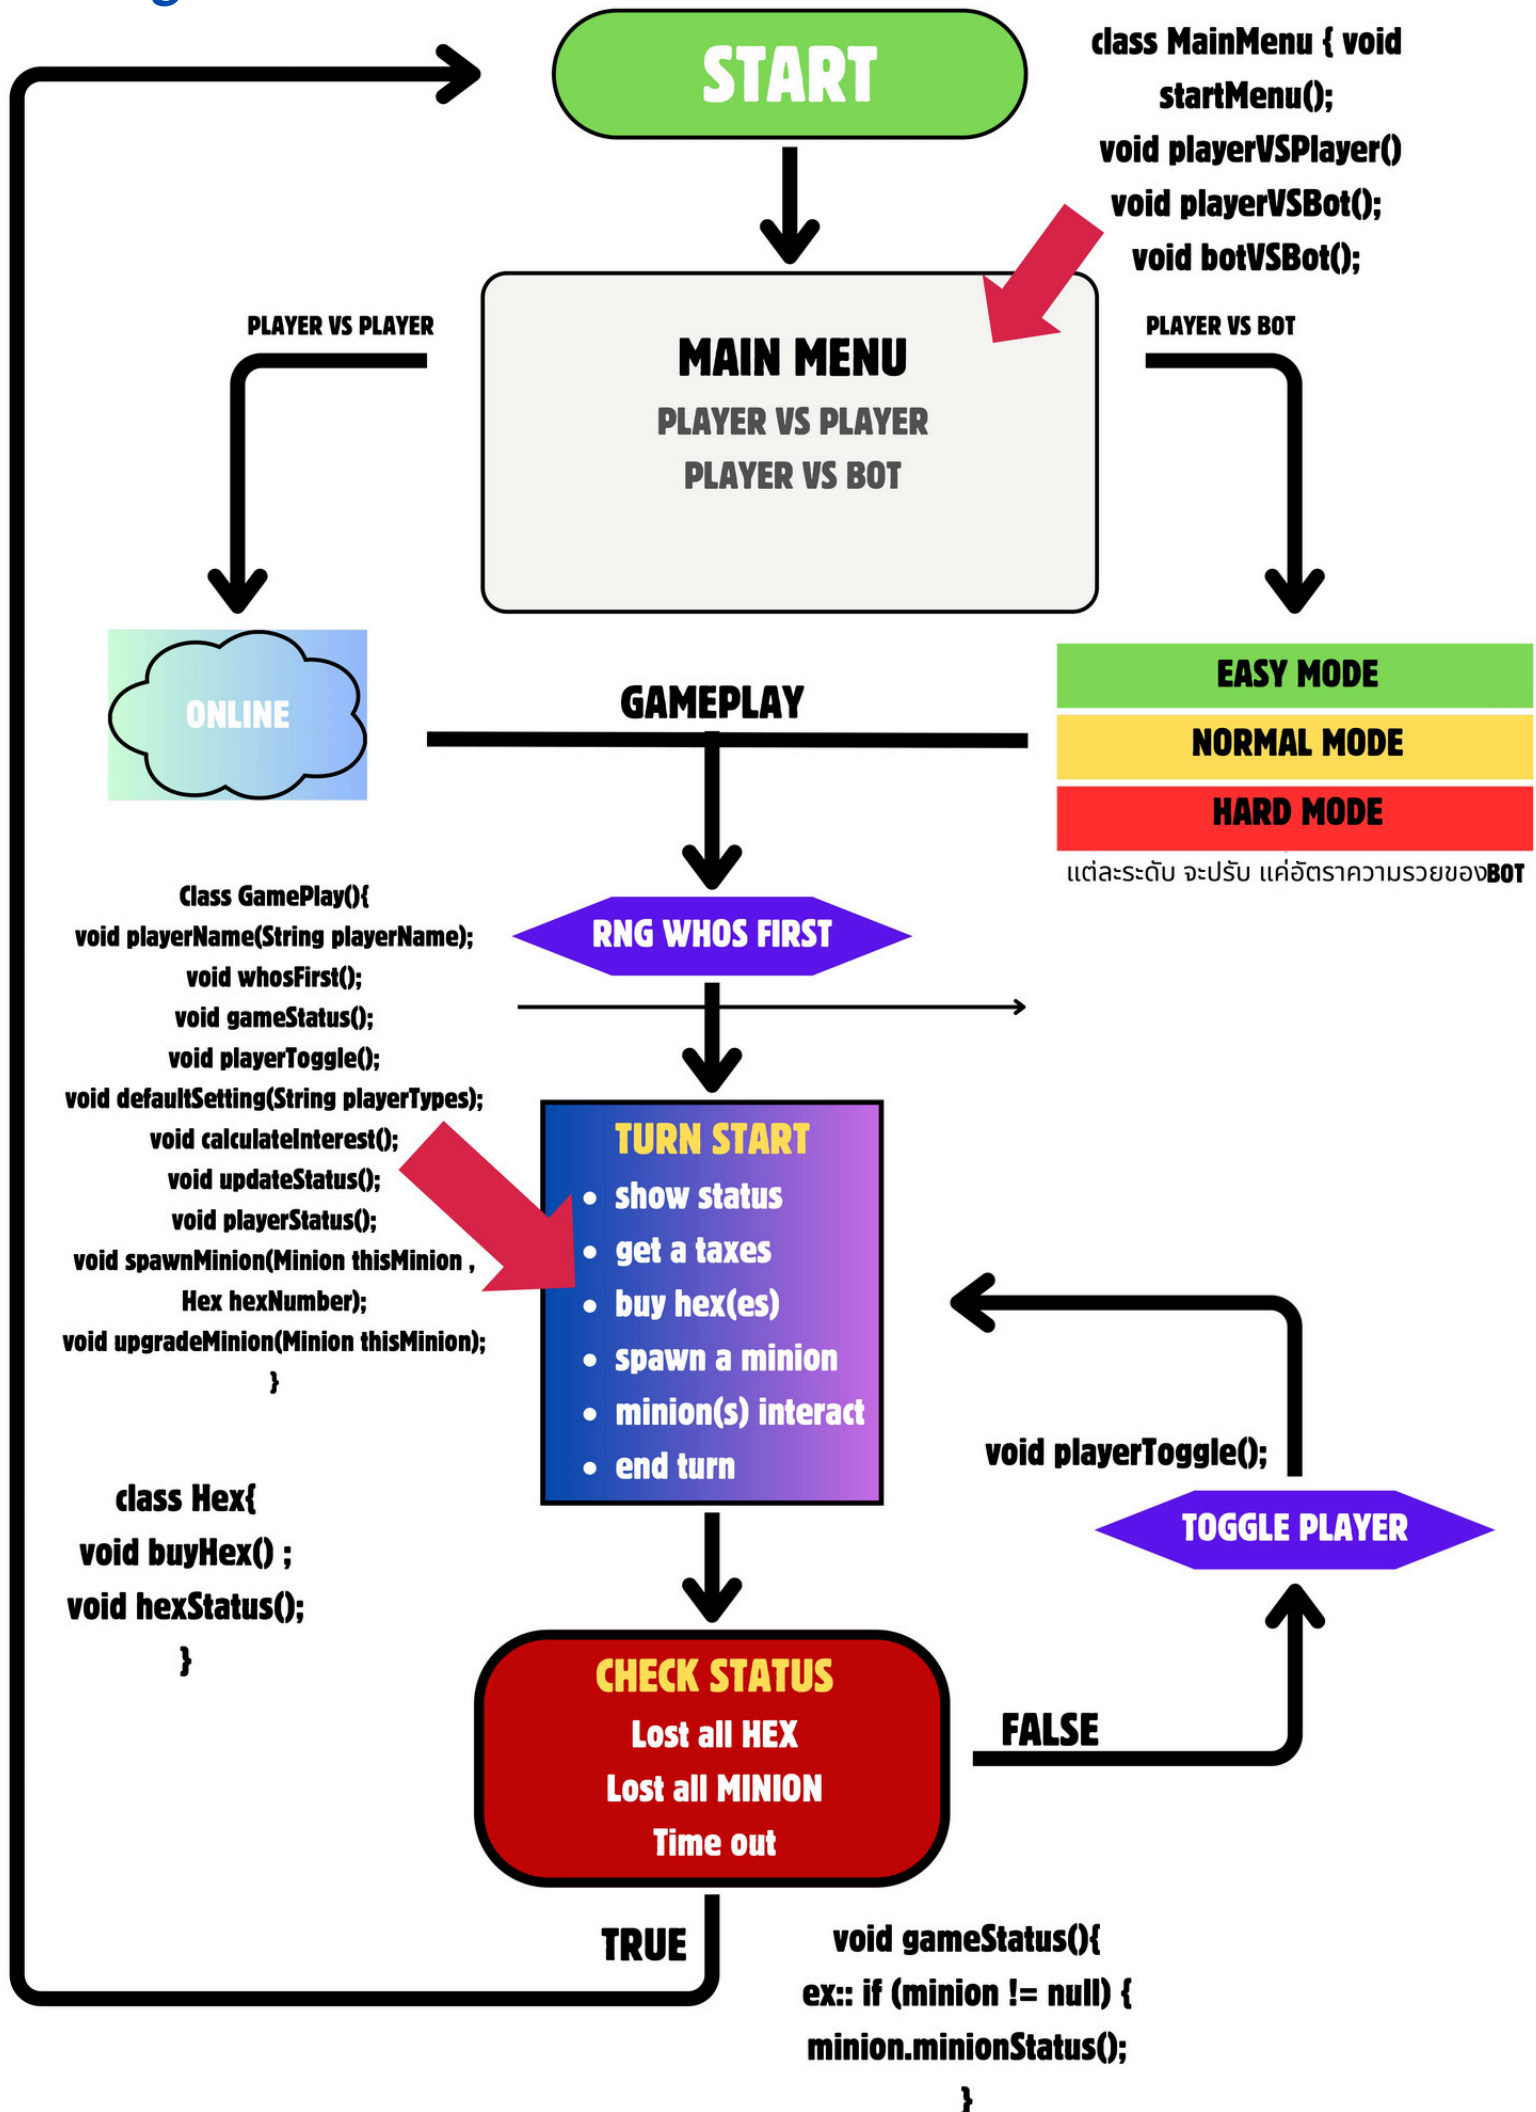 START
class MainMenu { void
startMenu();
void playerVSPlayer()
void playerVSBot();
void botVSBot();
PLAYER VS PLAYER
PLAYER VS BOT
MAIN MENU
PLAYER VS PLAYER
PLAYER VS BOT
ONLINE
GAMEPLAY
EASY MODE
NORMAL MODE
HARD MODE
แต่ละระดับ จะปรับ แค่อัตราความรวยของBOT
Class GamePlay(){
void playerName(String playerName);
void whosFirst();
void gameStatus();
void playerToggle();
void defaultSetting(String playerTypes);
void calculateInterest();
void updateStatus();
void playerStatus();
void spawnMinion(Minion thisMinion ,
Hex hexNumber);
void upgradeMinion(Minion thisMinion);
}
RNG WHOS FIRST
TURN START
• show status
• get a taxes
• buy hex(es)
• spawn a minion
• minion(s) interact
• end turn
void playerToggle();
TOGGLE PLAYER
class Hex{
void buyHex() ;
void hexStatus();
}
CHECK STATUS
Lost all HEX
Lost all MINION
Time out
FALSE
TRUE
void gameStatus(){
ex:: if (minion != null) {
minion.minionStatus();
}